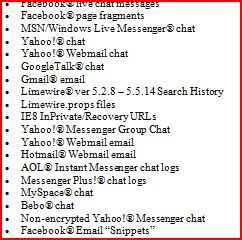 • Facebook® live chat messages
• Facebook® page fragments
• MSN/Windows Live Messenger® chat
• Yahoo!® chat
• Yahoo!® Webmail chat
• GoogleTalk® chat
• Gmail® email
• Limewire® ver 5.2.8 – 5.5.14 Search History
• Limewire.props files
• IE8 InPrivate/Recovery URLs
• Yahoo!® Messenger Group Chat
• Yahoo!® Webmail email
• Hotmail® Webmail email
• AOL® Instant Messenger chat logs
• Messenger Plus!® chat logs
• MySpace® chat
• Bebo® chat
• Non-encrypted Yahoo!® Messenger chat
• Facebook® Email “Snippets”